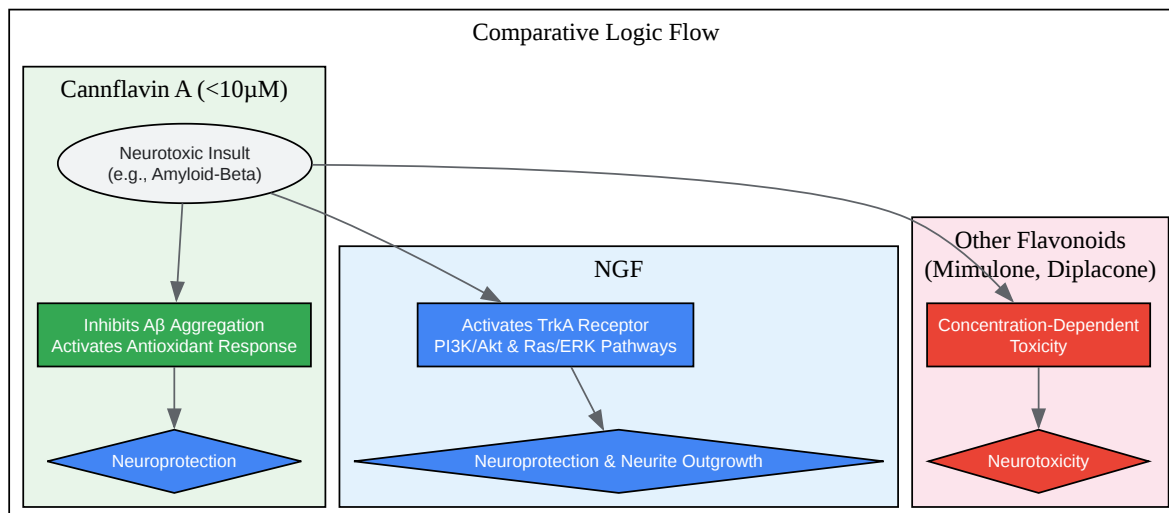 Comparative Logic Flow
Cannflavin A (<10µM)
Neurotoxic Insult
(e.g., Amyloid-Beta)
Inhibits Aβ Aggregation
Activates Antioxidant Response
Neuroprotection
NGF
Activates TrkA Receptor
PI3K/Akt & Ras/ERK Pathways
Neuroprotection & Neurite Outgrowth
Other Flavonoids
(Mimulone, Diplacone)
Concentration-Dependent
Toxicity
Neurotoxicity